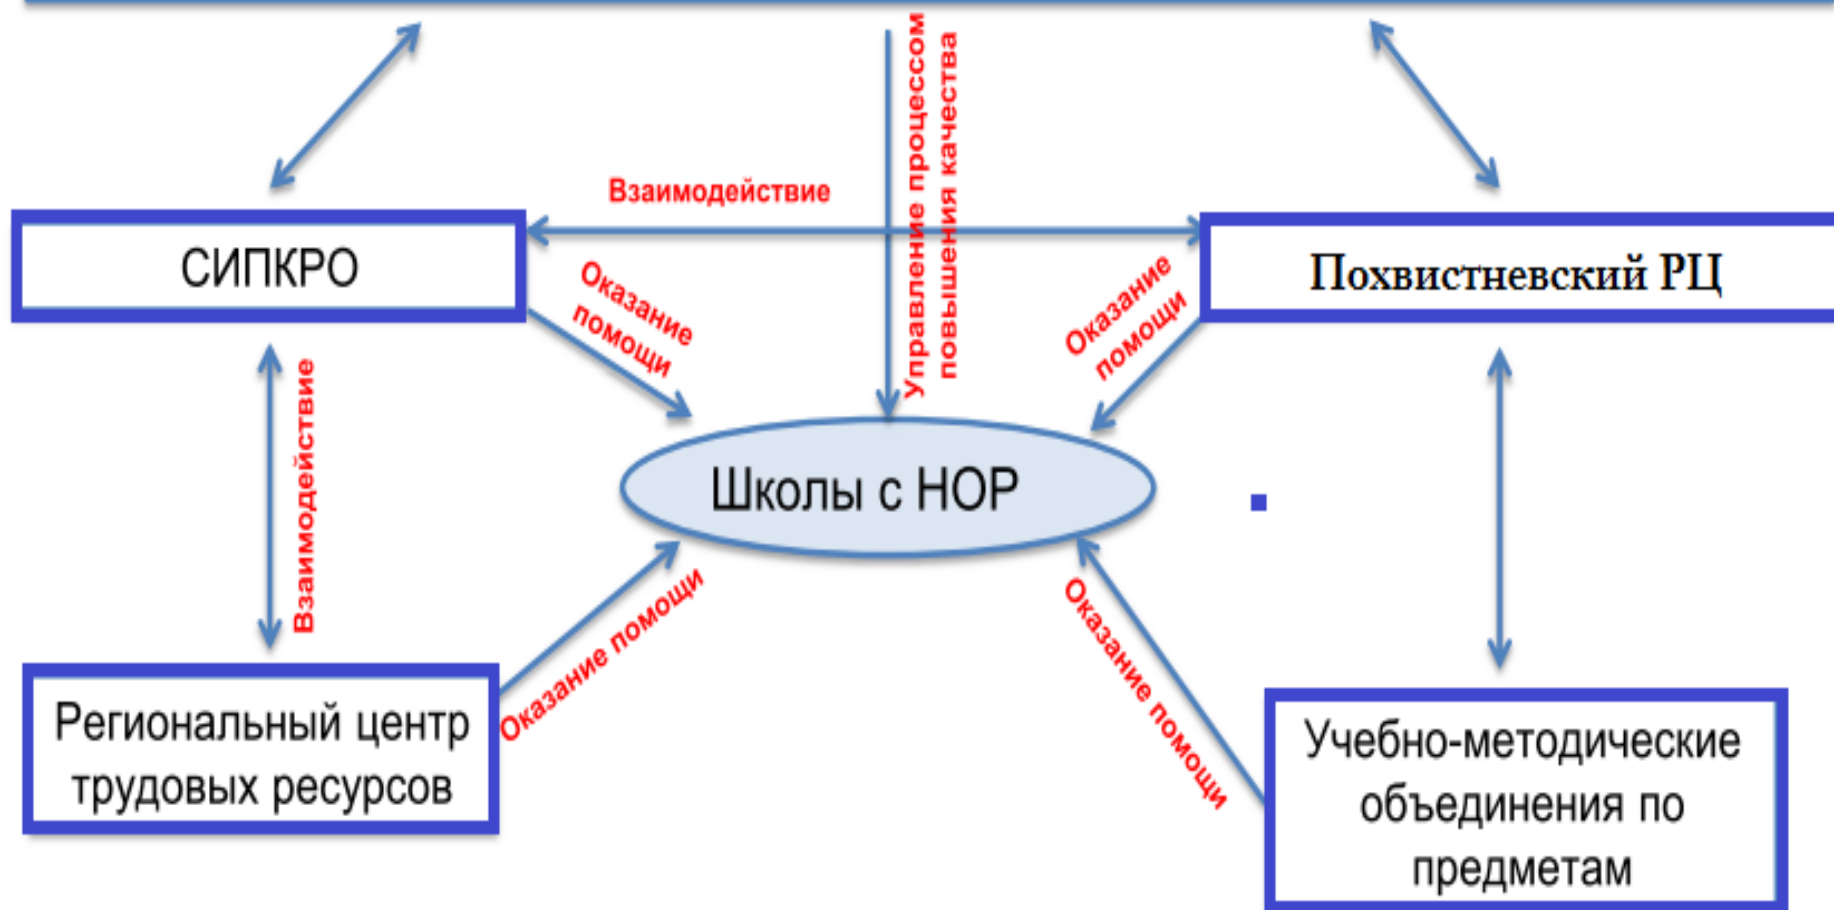 Управление процессом
повышения качества
Взаимодействие
СИПКРО
Похвистневский РЦ
Оказание
помощи
Оказание
помощи
Взаимодействие
Школы с НОР
Оказание помощи
Оказание помощи
Региональный центр
трудовых ресурсов
Учебно-методические
объединения по
предметам